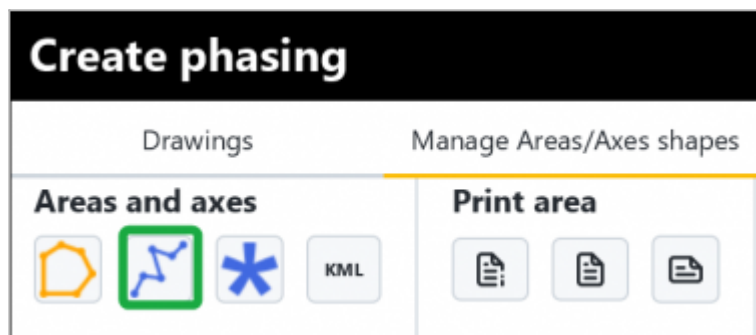 Create phasing
Drawings
Manage Areas/Axes shapes
Areas and axes
Print area
KML